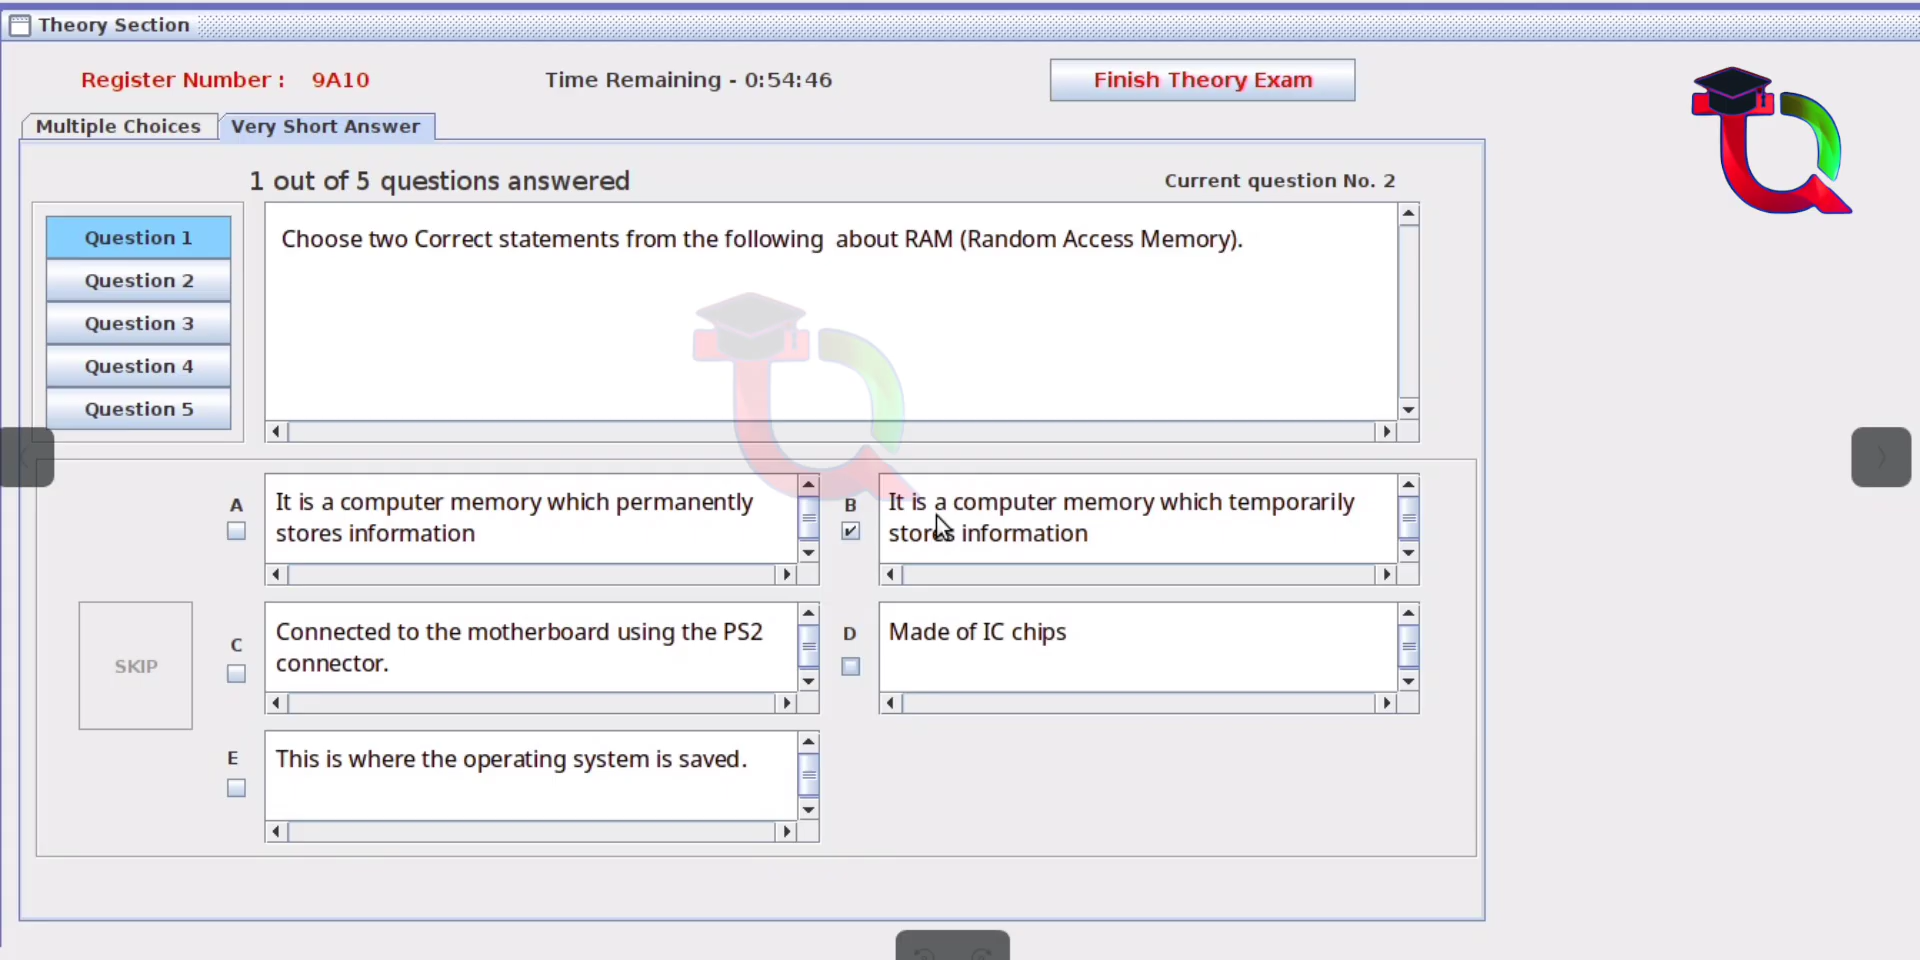 Theory Section
Register Number : 9A10
Time Remaining - 0:54:46
Finish Theory Exam
Multiple Choices
Very Short Answer
1 out of 5 questions answered
Current question No. 2
Question 1
Question 2
Question 3
Question 4
Question 5
Choose two Correct statements from the following  about RAM (Random Access Memory).
A
It is a computer memory which permanently
stores information
B
It is a computer memory which temporarily
stores information
SKIP
C
Connected to the motherboard using the PS2
connector.
D
Made of IC chips
E
This is where the operating system is saved.